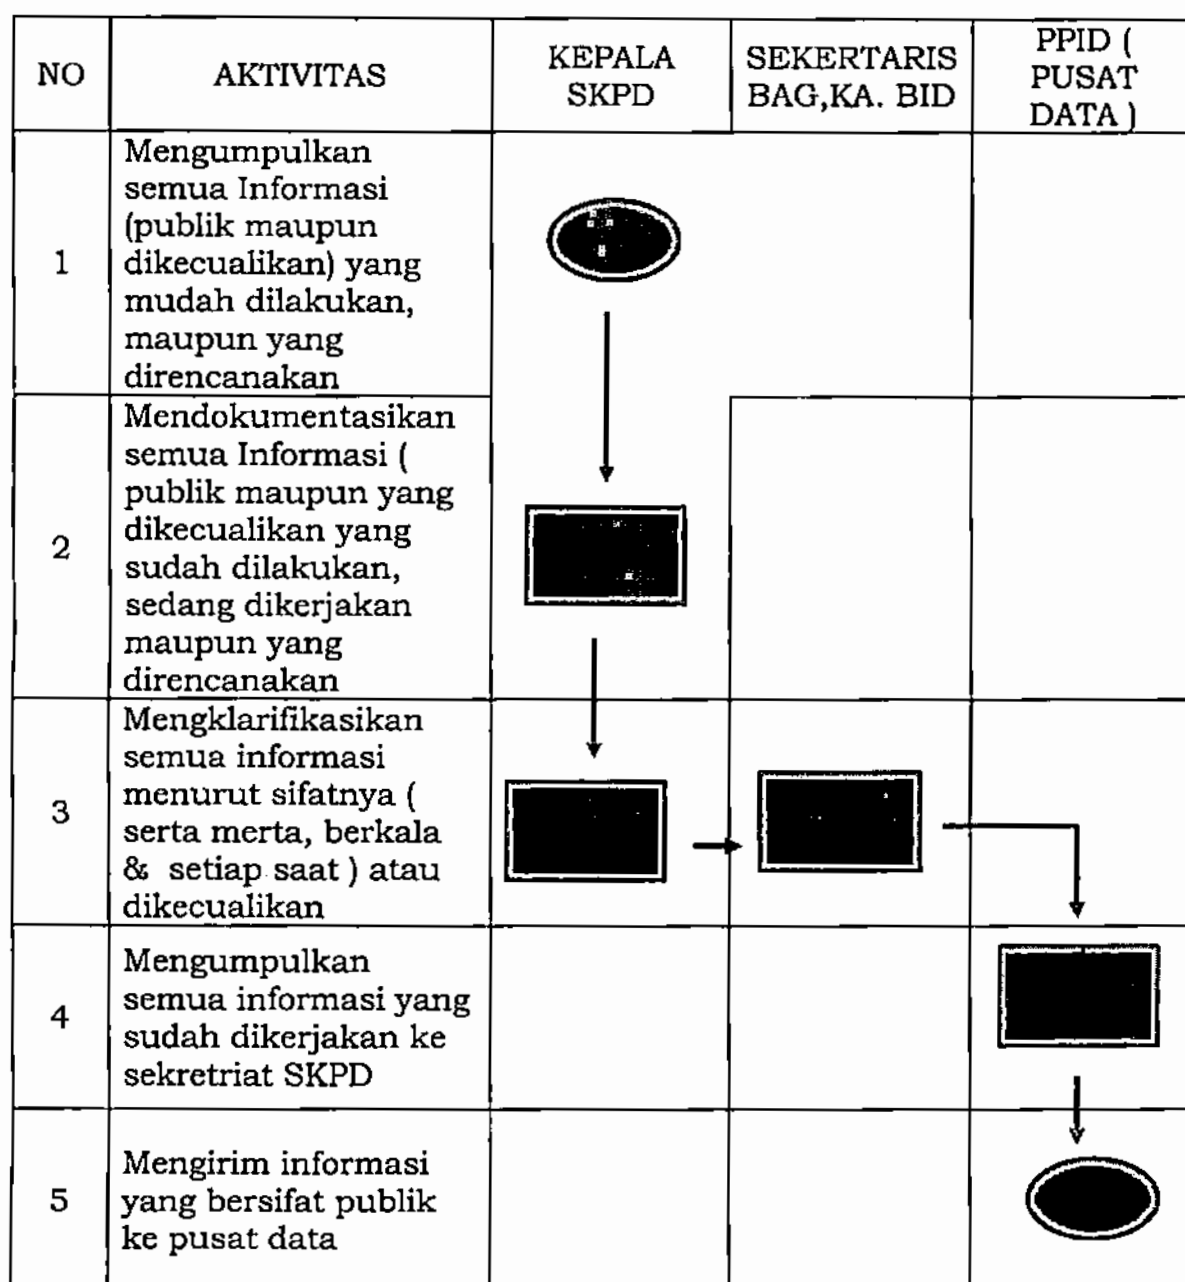 NO
AKTIVITAS
KEPALA
SKPD
SEKERTARIS
BAG,KA. BID
PPID (
PUSAT
DATA )
1
Mengumpulkan
semua Informasi
(publik maupun
dikecualikan) yang
mudah dilakukan,
maupun yang
direncanakan
2
Mendokumentasikan
semua Informasi (
publik maupun yang
dikecualikan yang
sudah dilakukan,
sedang dikerjakan
maupun yang
direncanakan
3
Mengklarifikasikan
semua informasi
menurut sifatnya (
serta merta, berkala
& setiap saat ) atau
dikecualikan
4
Mengumpulkan
semua informasi yang
sudah dikerjakan ke
sekretriat SKPD
5
Mengirim informasi
yang bersifat publik
ke pusat data